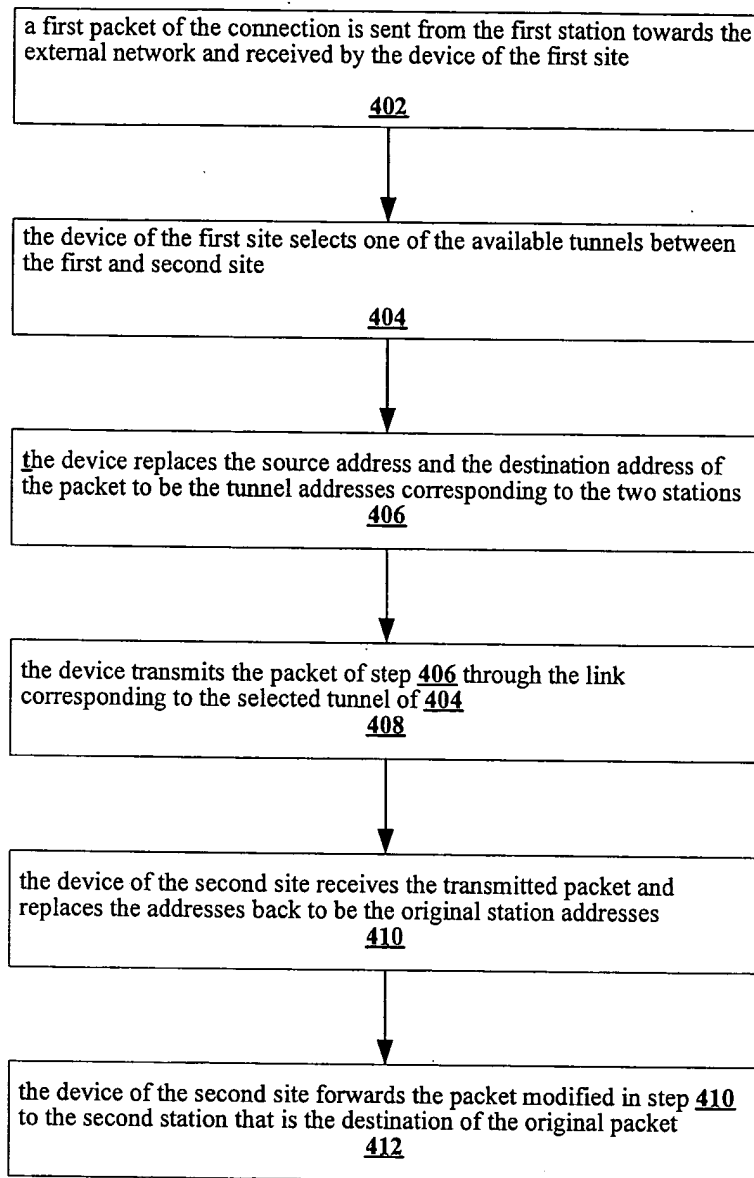 a first packet of the connection is sent from the first station towards the
external network and received by the device of the first site
402
the device of the first site selects one of the available tunnels between
the first and second site
404
the device replaces the source address and the destination address of
the packet to be the tunnel addresses corresponding to the two stations
406
the device transmits the packet of step 406 through the link
corresponding to the selected tunnel of 404
408
the device of the second site receives the transmitted packet and
replaces the addresses back to be the original station addresses
410
the device of the second site forwards the packet modified in step 410
to the second station that is the destination of the original packet
412